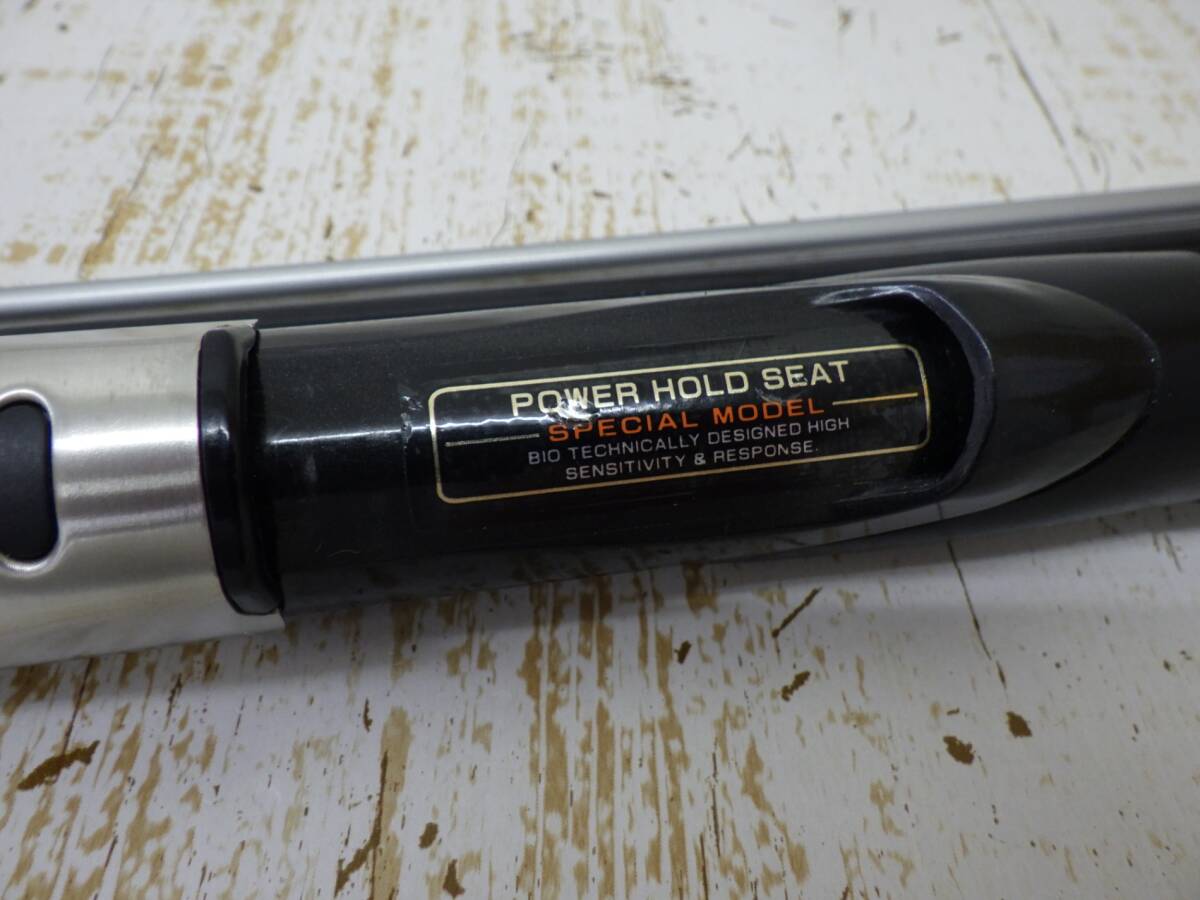 POWER HOLD SEAT
SPECIAL MODEL
BIO TECHNICALLY DESIGNED HIGH
SENSITIVITY & RESPONSE.